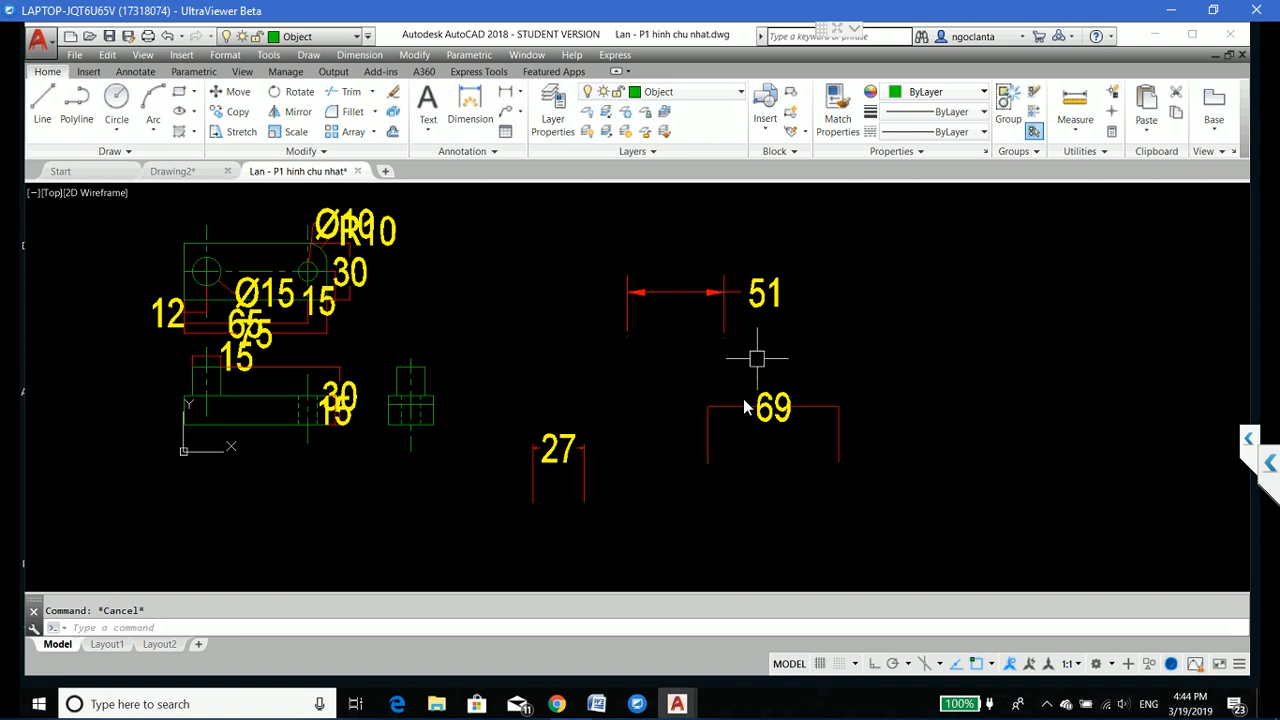 LAPTOP-JQT6U65V (17318074) - UltraViewer Beta
Object
Autodesk AutoCAD 2018 - STUDENT VERSION
Lan - P1 hinh chu nhat.dwg
Type a keyword or phrase
ngoclanta
File
Edit
View
Insert
Format
Tools
Draw
Dimension
Modify
Parametric
Window
Help
Express
Home
Insert
Annotate
Parametric
View
Manage
Output
Add-ins
A360
Express Tools
Featured Apps
Line
Polyline
Circle
Arc
Move
Rotate
Trim
Copy
Mirror
Fillet
Stretch
Scale
Array
Text
Dimension
Layer
Properties
Object
Insert
Match
Properties
ByLayer
ByLayer
ByLayer
Group
Measure
Paste
Base
Draw
Modify
Annotation
Layers
Block
Properties
Groups
Utilities
Clipboard
View
Start
Drawing2*
Lan - P1 hinh chu nhat*
[−][Top][2D Wireframe]
Ø10
R10
30
Ø15
15
12
65
75
15
30
15
Y
X
51
69
27
Command: *Cancel*
Type a command
Model
Layout1
Layout2
MODEL
1:1
Type here to search
11
100%
ENG
4:44 PM
3/19/2019
23